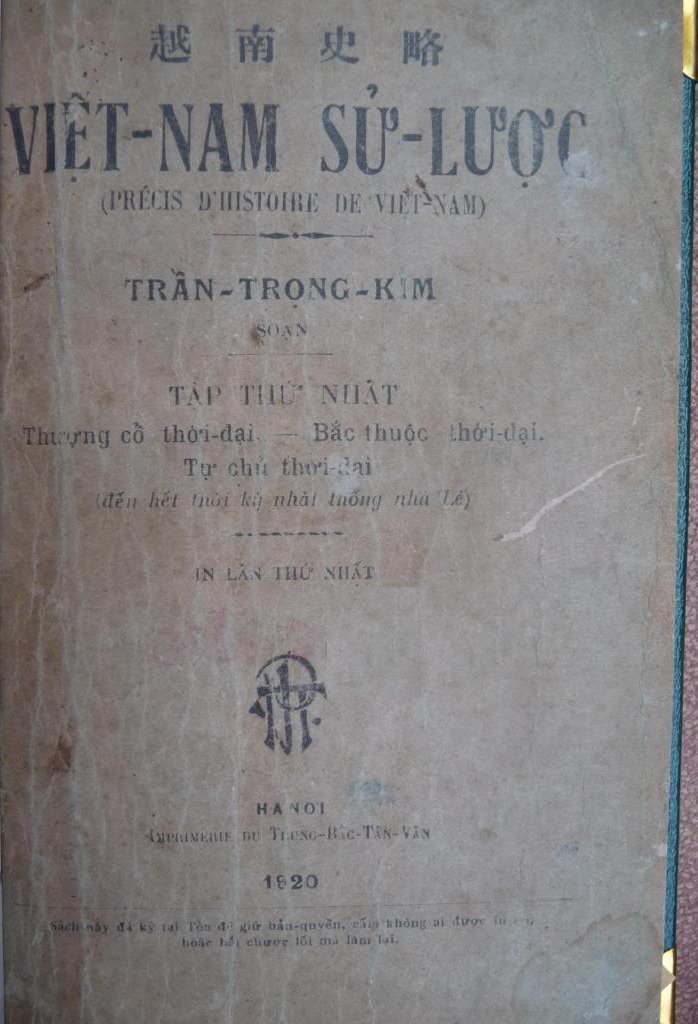 越南史略
VIỆT-NAM SỬ-LƯỢC
(PRÉCIS D'HISTOIRE DE VIỆT-NAM)
TRẦN-TRỌNG-KIM
SOẠN
TẬP THỨ NHẤT
Thượng cổ thời-đại. — Bắc thuộc thời-đại.
Tự chủ thời-đại
(đến hết thời kỳ nhất thống nhà Lê)
IN LẦN THỨ NHẤT
HANOI
IMPRIMERIE DU TRUNG-BẮC-TÂN-VĂN
1920
Sách này đã ký tại Tòa để giữ bản-quyền, cấm không ai được in
hoặc bắt chước lối mà làm lại.